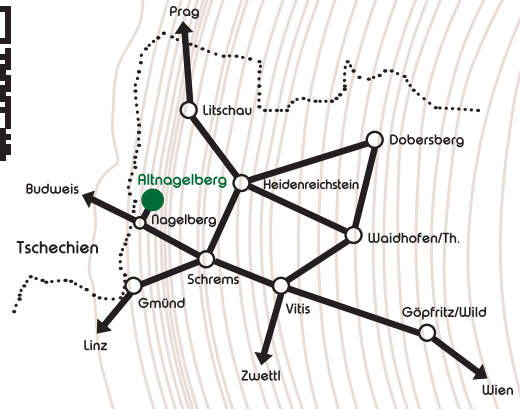 Prag
Litschau
Dobersberg
Altnagelberg
Heidenreichstein
Budweis
Nagelberg
Waidhofen/Th.
Tschechien
Schrems
Gmünd
Vitis
Göpfritz/Wild
Linz
Zwettl
Wien